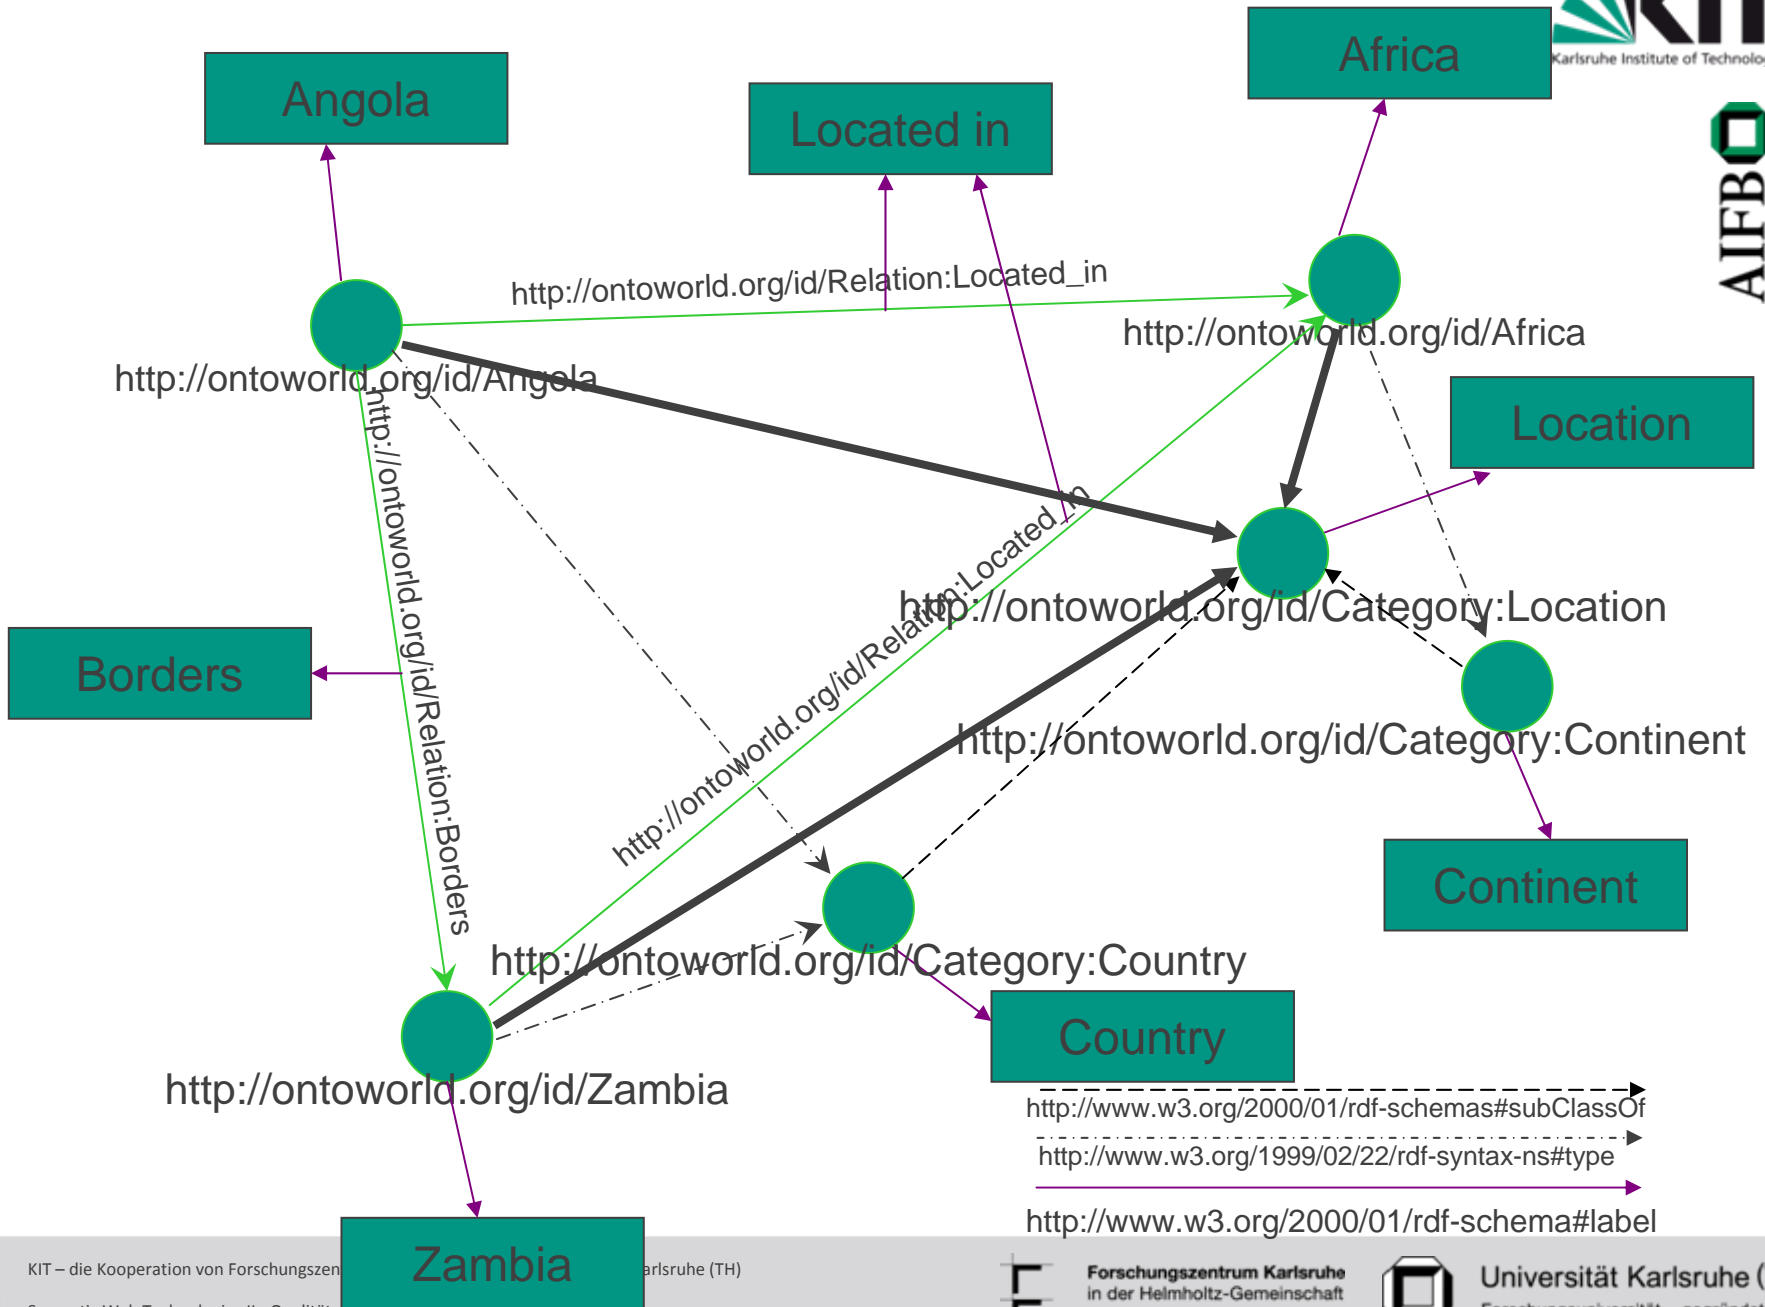 Africa
KIT
Karlsruhe Institute of Technolo
Angola
Located in
AIFB
http://ontoworld.org/id/Relation:Located_in
http://ontoworld.org/id/Africa
http://ontoworld.org/id/Angola
Location
http://ontoworld.org/id/Relation:Borders
http://ontoworld.org/id/Relation:Located_in
http://ontoworld.org/id/Category:Location
Borders
http://ontoworld.org/id/Category:Continent
Continent
http://ontoworld.org/id/Category:Country
Country
http://ontoworld.org/id/Zambia
http://www.w3.org/2000/01/rdf-schemas#subClassOf
http://www.w3.org/1999/02/22/rdf-syntax-ns#type
http://www.w3.org/2000/01/rdf-schema#label
Zambia
KIT – die Kooperation von Forschungszen
arlsruhe (TH)
Forschungszentrum Karlsruhe
in der Helmholtz-Gemeinschaft
Universität Karlsruhe (